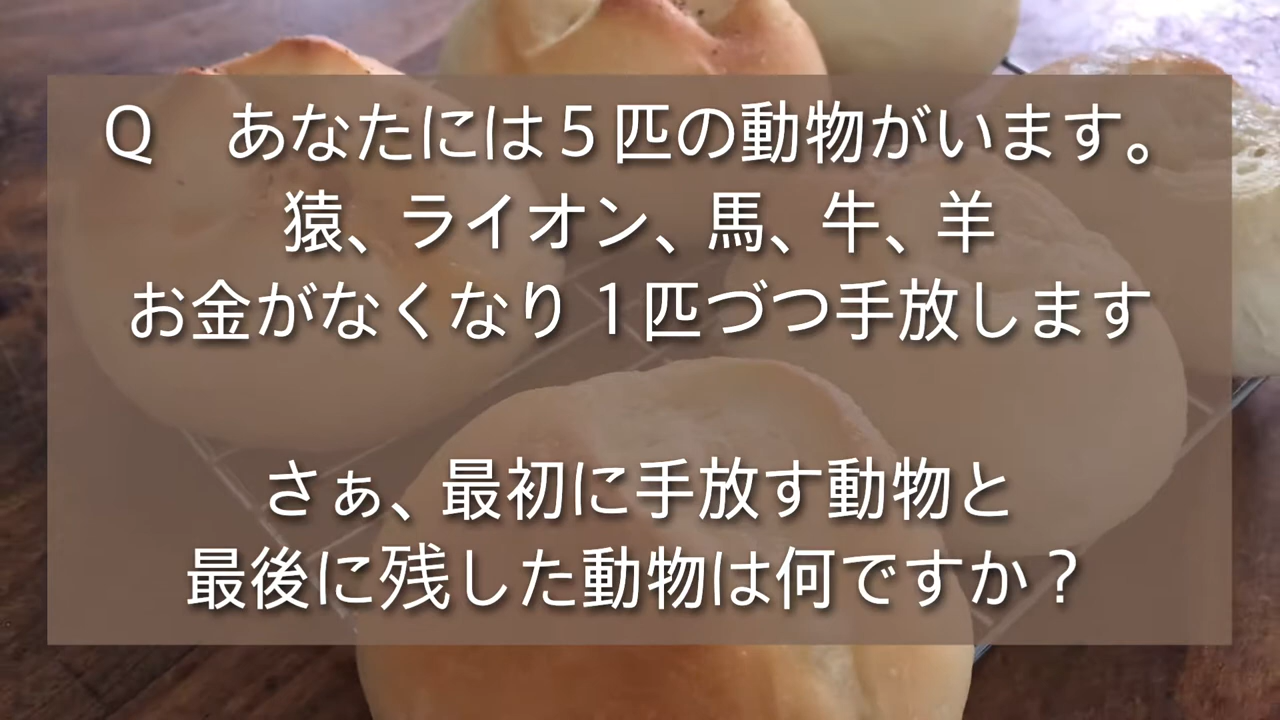 Q　あなたには５匹の動物がいます。
猿、ライオン、馬、牛、羊
お金がなくなり１匹づつ手放します
さぁ、最初に手放す動物と
最後に残した動物は何ですか？